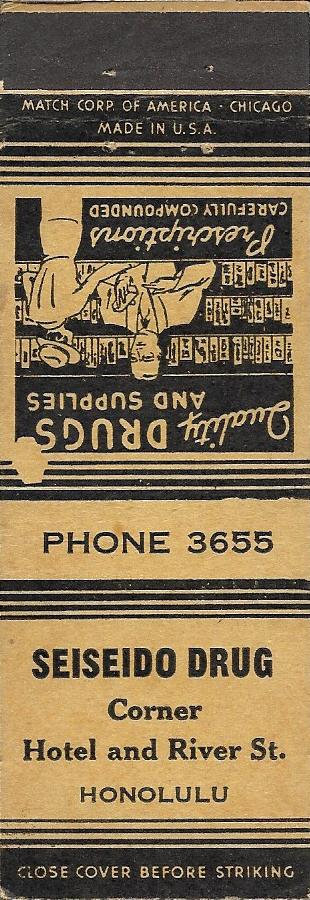 MATCH CORP. OF AMERICA · CHICAGO
MADE IN U.S.A.
Quality DRUGS
AND SUPPLIES
Prescriptions
CAREFULLY COMPOUNDED
PHONE 3655
SEISEIDO DRUG
Corner
Hotel and River St.
HONOLULU
CLOSE COVER BEFORE STRIKING